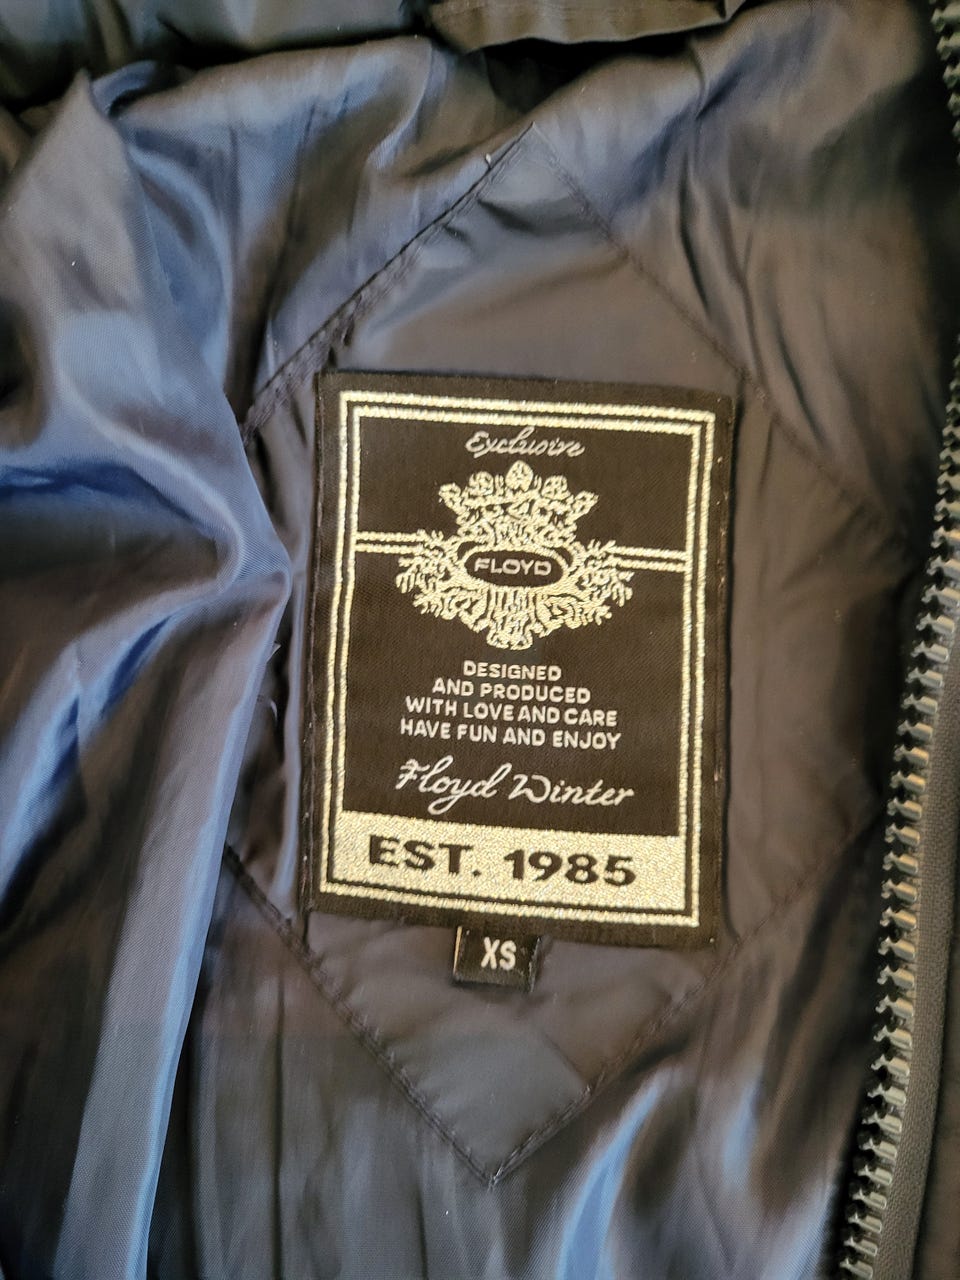 Exclusive
FLOYD
DESIGNED
AND PRODUCED
WITH LOVE AND CARE
HAVE FUN AND ENJOY
Floyd Winter
EST. 1985
XS